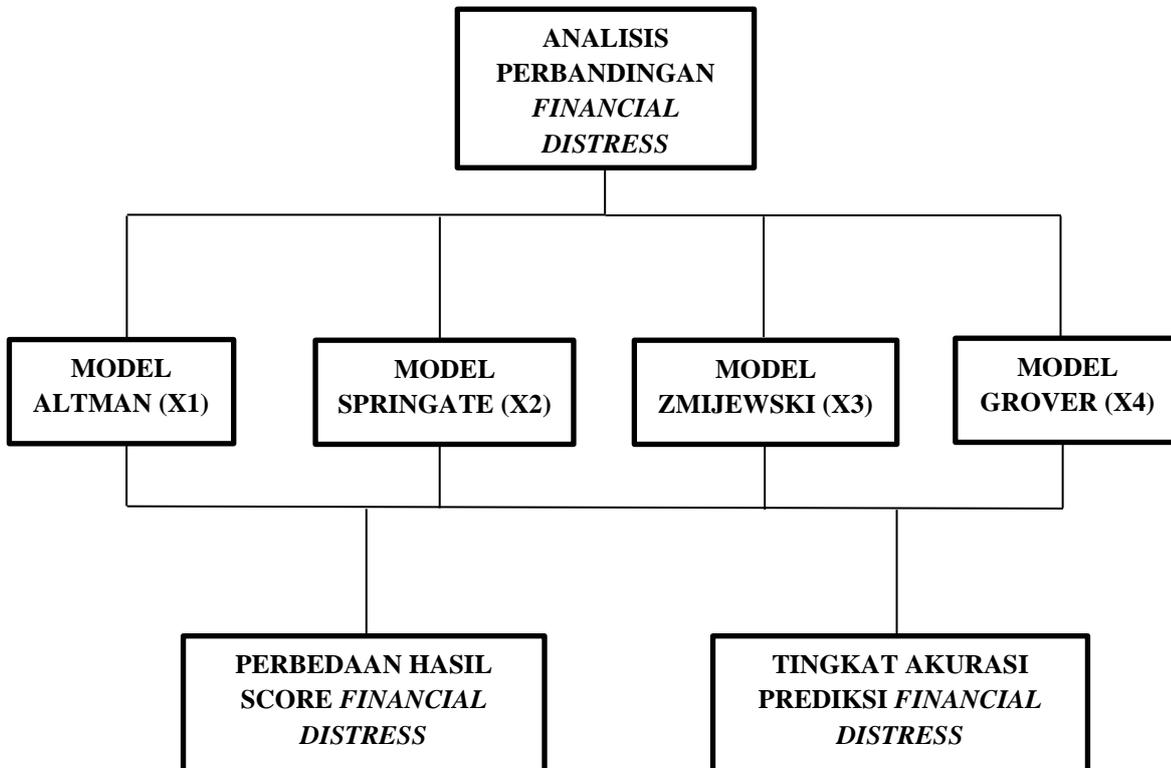 ANALISIS
PERBANDINGAN
FINANCIAL
DISTRESS
MODEL
ALTMAN (X1)
MODEL
SPRINGATE (X2)
MODEL
ZMIJEWSKI (X3)
MODEL
GROVER (X4)
PERBEDAAN HASIL
SCORE FINANCIAL
DISTRESS
TINGKAT AKURASI
PREDIKSI FINANCIAL
DISTRESS